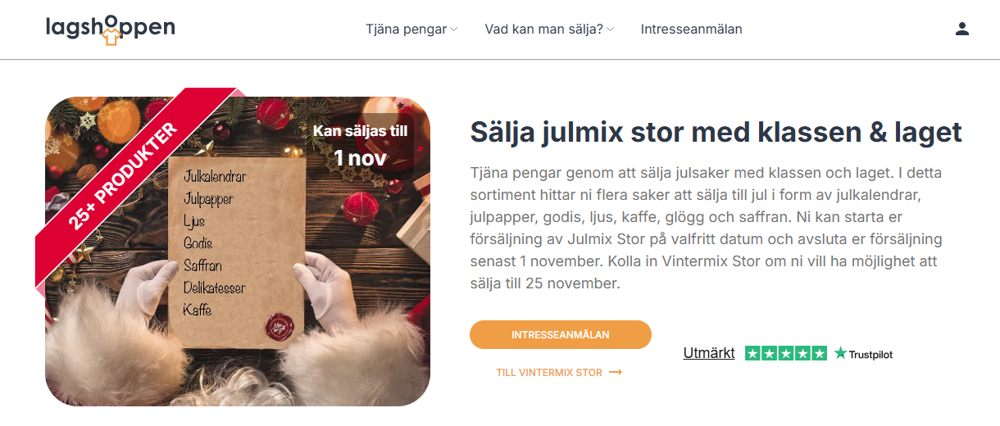 lagshoppen
Tjäna pengar
Vad kan man sälja?
Intresseanmälan
25+ PRODUKTER
Kan säljas till
1 nov
Julkalendrar
Julpapper
Ljus
Godis
Saffran
Delikatesser
Kaffe
Sälja julmix stor med klassen & laget
Tjäna pengar genom att sälja julsaker med klassen och laget. I detta
sortiment hittar ni flera saker att sälja till jul i form av julkalendrar,
julpapper, godis, ljus, kaffe, glögg och saffran. Ni kan starta er
försäljning av Julmix Stor på valfritt datum och avsluta er försäljning
senast 1 november. Kolla in Vintermix Stor om ni vill ha möjlighet att
sälja till 25 november.
INTRESSEANMÄLAN
TILL VINTERMIX STOR
Utmärkt
Trustpilot